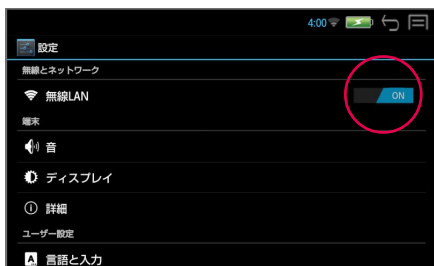 4:00
設定
無線とネットワーク
無線LAN ON
端末
音
ディスプレイ
詳細
ユーザー設定
言語と入力